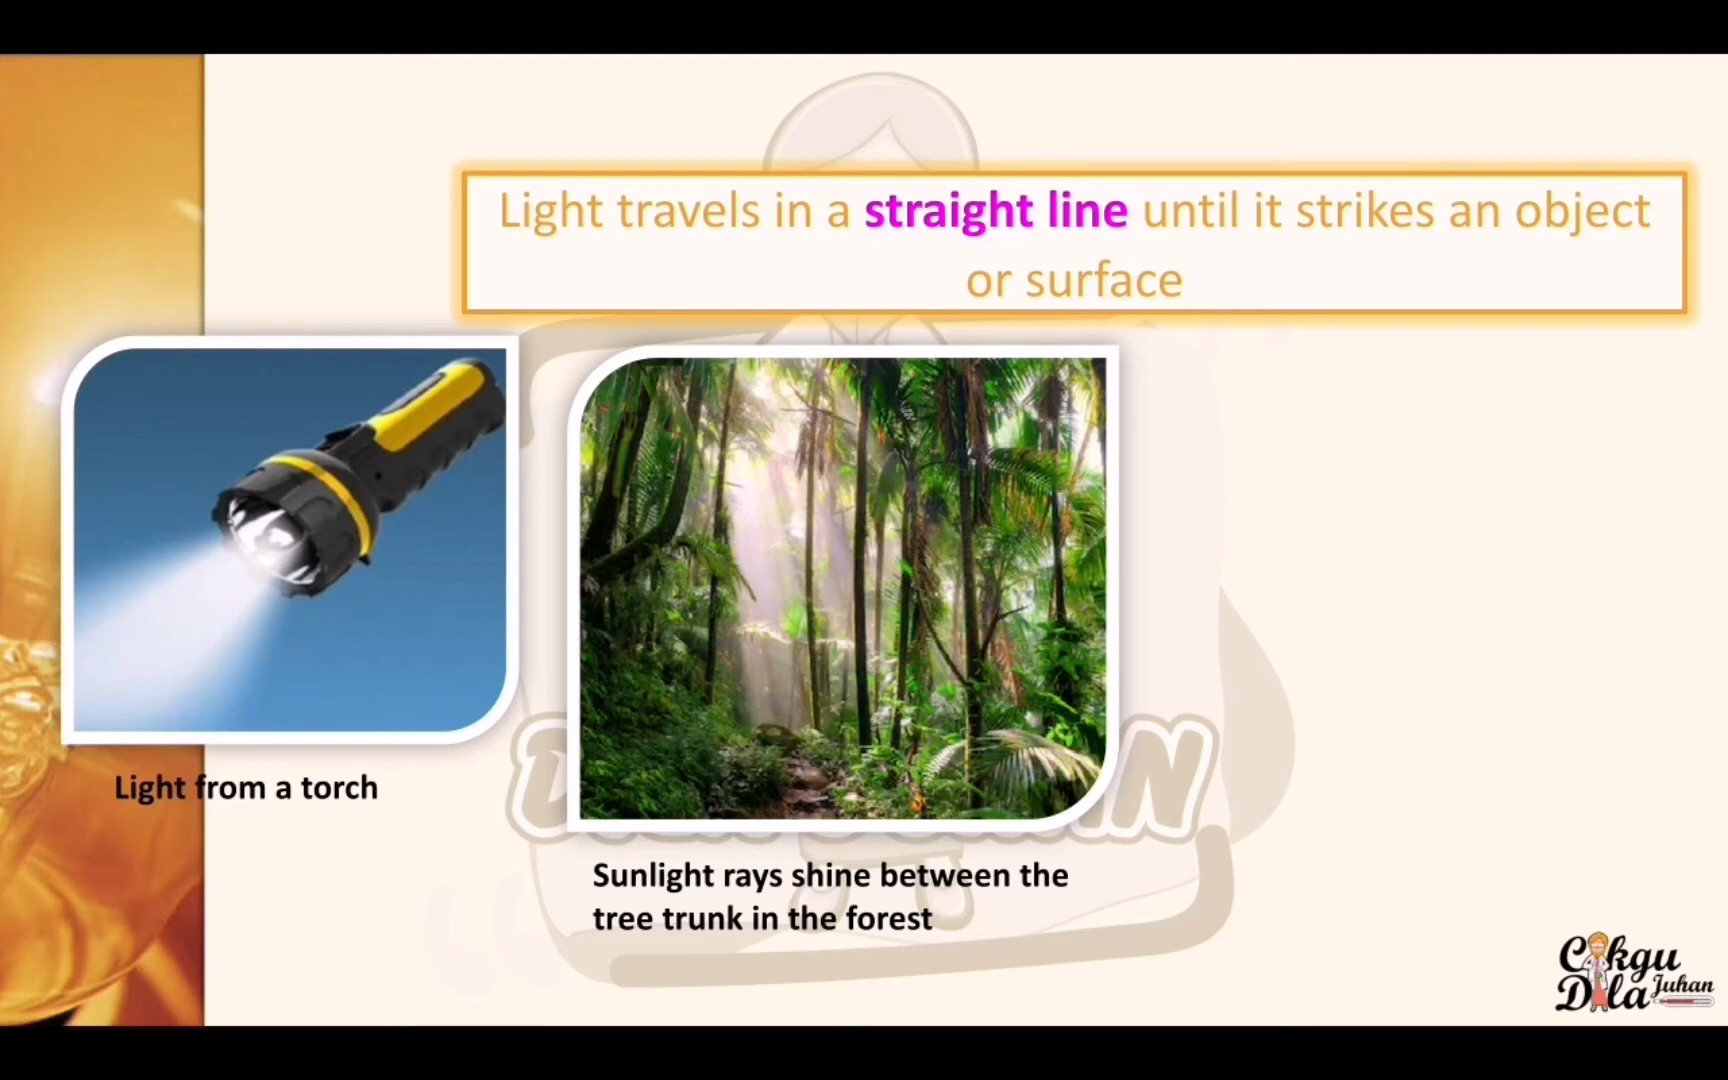 Light travels in a straight line until it strikes an object
or surface
Light from a torch
Sunlight rays shine between the
tree trunk in the forest
Cikgu
Dila Juhan